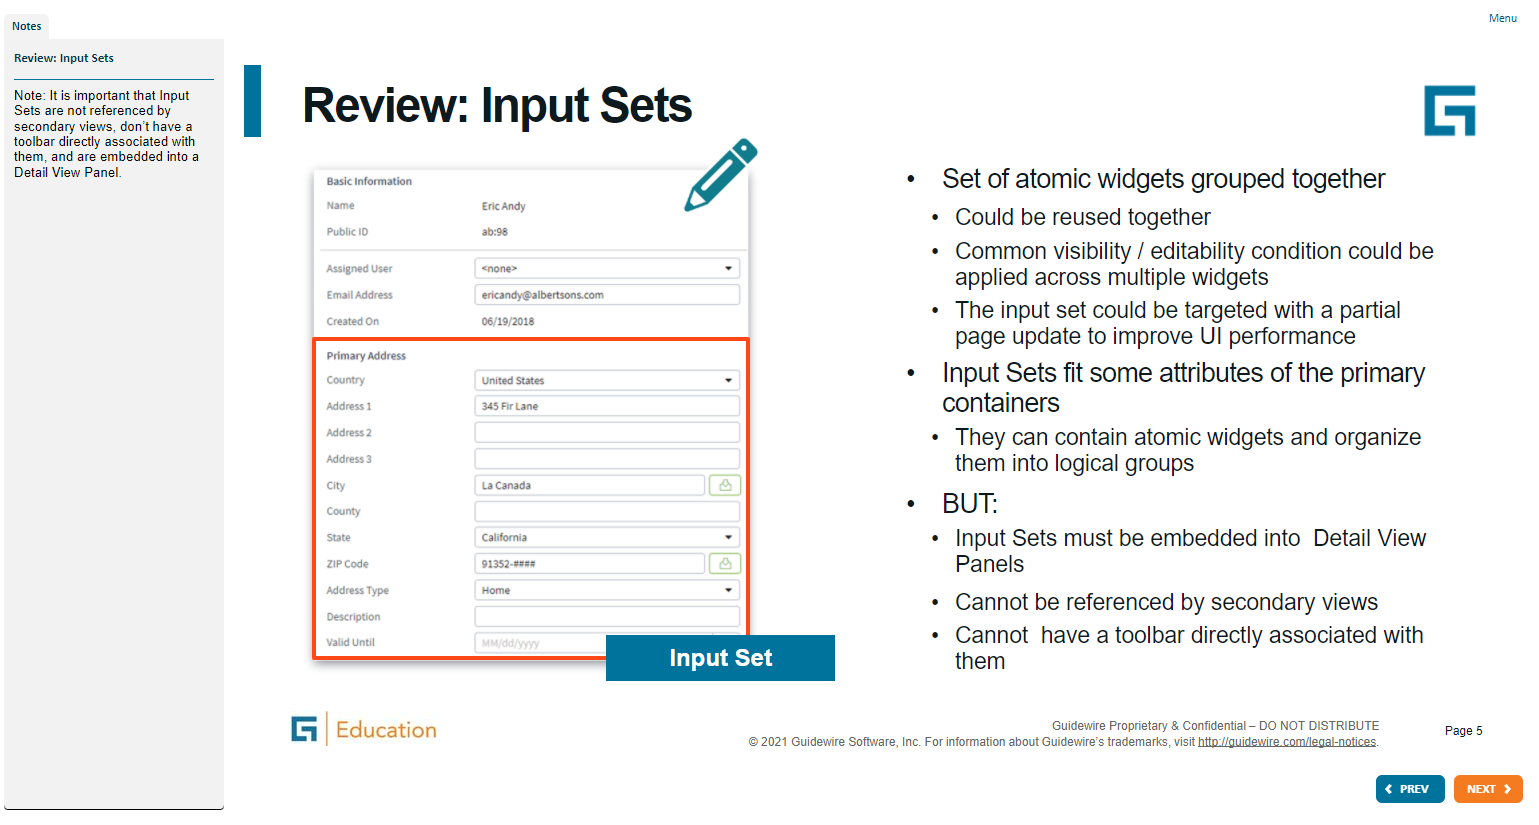 Notes
Menu
Review: Input Sets
Note: It is important that Input
Sets are not referenced by
secondary views, don't have a
toolbar directly associated with
them, and are embedded into a
Detail View Panel.
Review: Input Sets
Basic Information
Name Eric Andy
Public ID ab:98
Assigned User <none>
Email Address ericandy@albertsons.com
Created On 06/19/2018
Primary Address
Country United States
Address 1 345 Fir Lane
Address 2
Address 3
City La Canada
County
State California
ZIP Code 91352-####
Address Type Home
Description
Valid Until MM/dd/yyyy
Input Set
• Set of atomic widgets grouped together
• Could be reused together
• Common visibility / editability condition could be
applied across multiple widgets
• The input set could be targeted with a partial
page update to improve UI performance
• Input Sets fit some attributes of the primary
containers
• They can contain atomic widgets and organize
them into logical groups
• BUT:
• Input Sets must be embedded into  Detail View
Panels
• Cannot be referenced by secondary views
• Cannot  have a toolbar directly associated with
them
Education
Guidewire Proprietary & Confidential – DO NOT DISTRIBUTE
© 2021 Guidewire Software, Inc. For information about Guidewire's trademarks, visit http://guidewire.com/legal-notices.
Page 5
PREV
NEXT